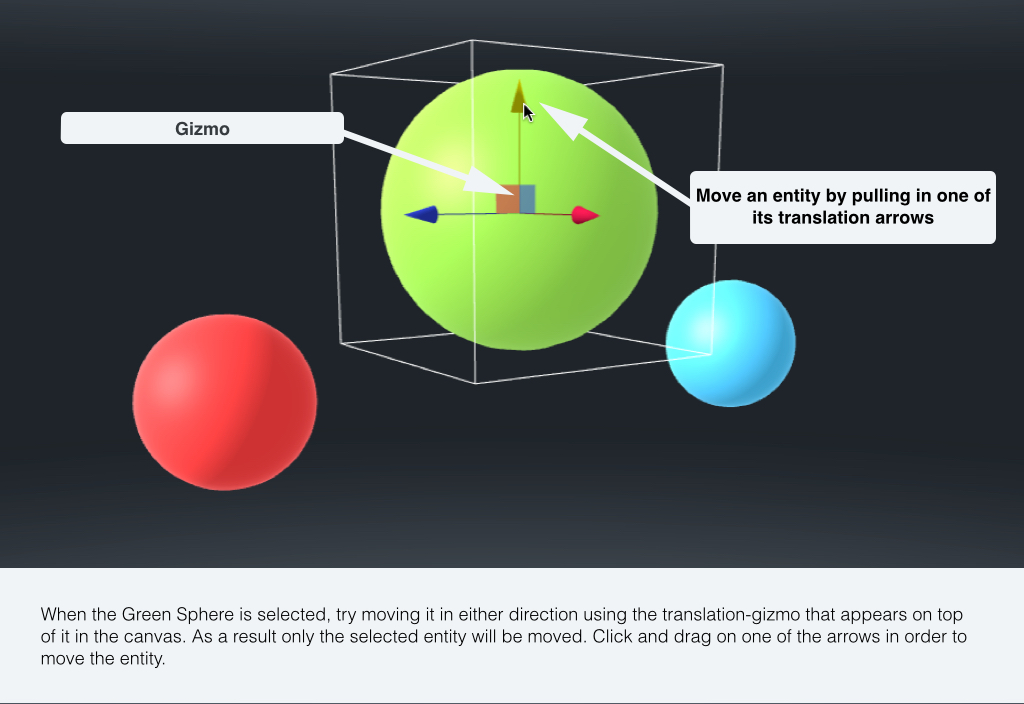 Gizmo
Move an entity by pulling in one of
its translation arrows
When the Green Sphere is selected, try moving it in either direction using the translation-gizmo that appears on top
of it in the canvas. As a result only the selected entity will be moved. Click and drag on one of the arrows in order to
move the entity.